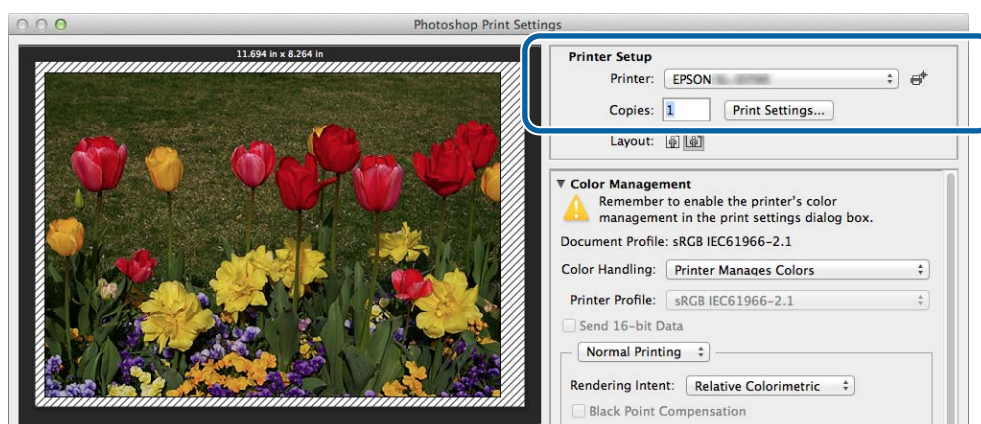 Photoshop Print Settings
11.694 in x 8.264 in
Printer Setup
Printer: EPSON
Copies: 1 Print Settings...
Layout:
Color Management
Remember to enable the printer's color
management in the print settings dialog box.
Document Profile: sRGB IEC61966-2.1
Color Handling: Printer Manages Colors
Printer Profile: sRGB IEC61966-2.1
Send 16-bit Data
Normal Printing
Rendering Intent: Relative Colorimetric
Black Point Compensation